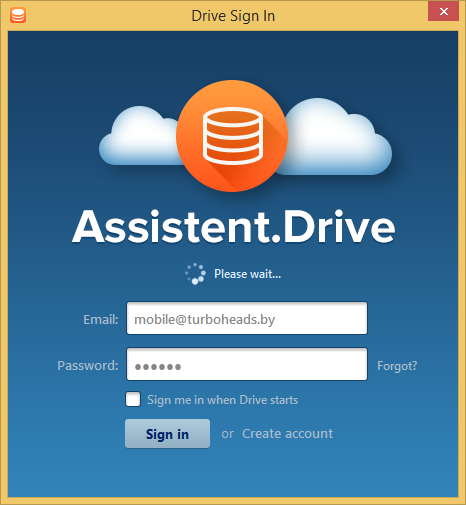 Drive Sign In
Assistent.Drive
Please wait...
Email: mobile@turboheads.by
Password: ●●●●●● Forgot?
Sign me in when Drive starts
Sign in or Create account